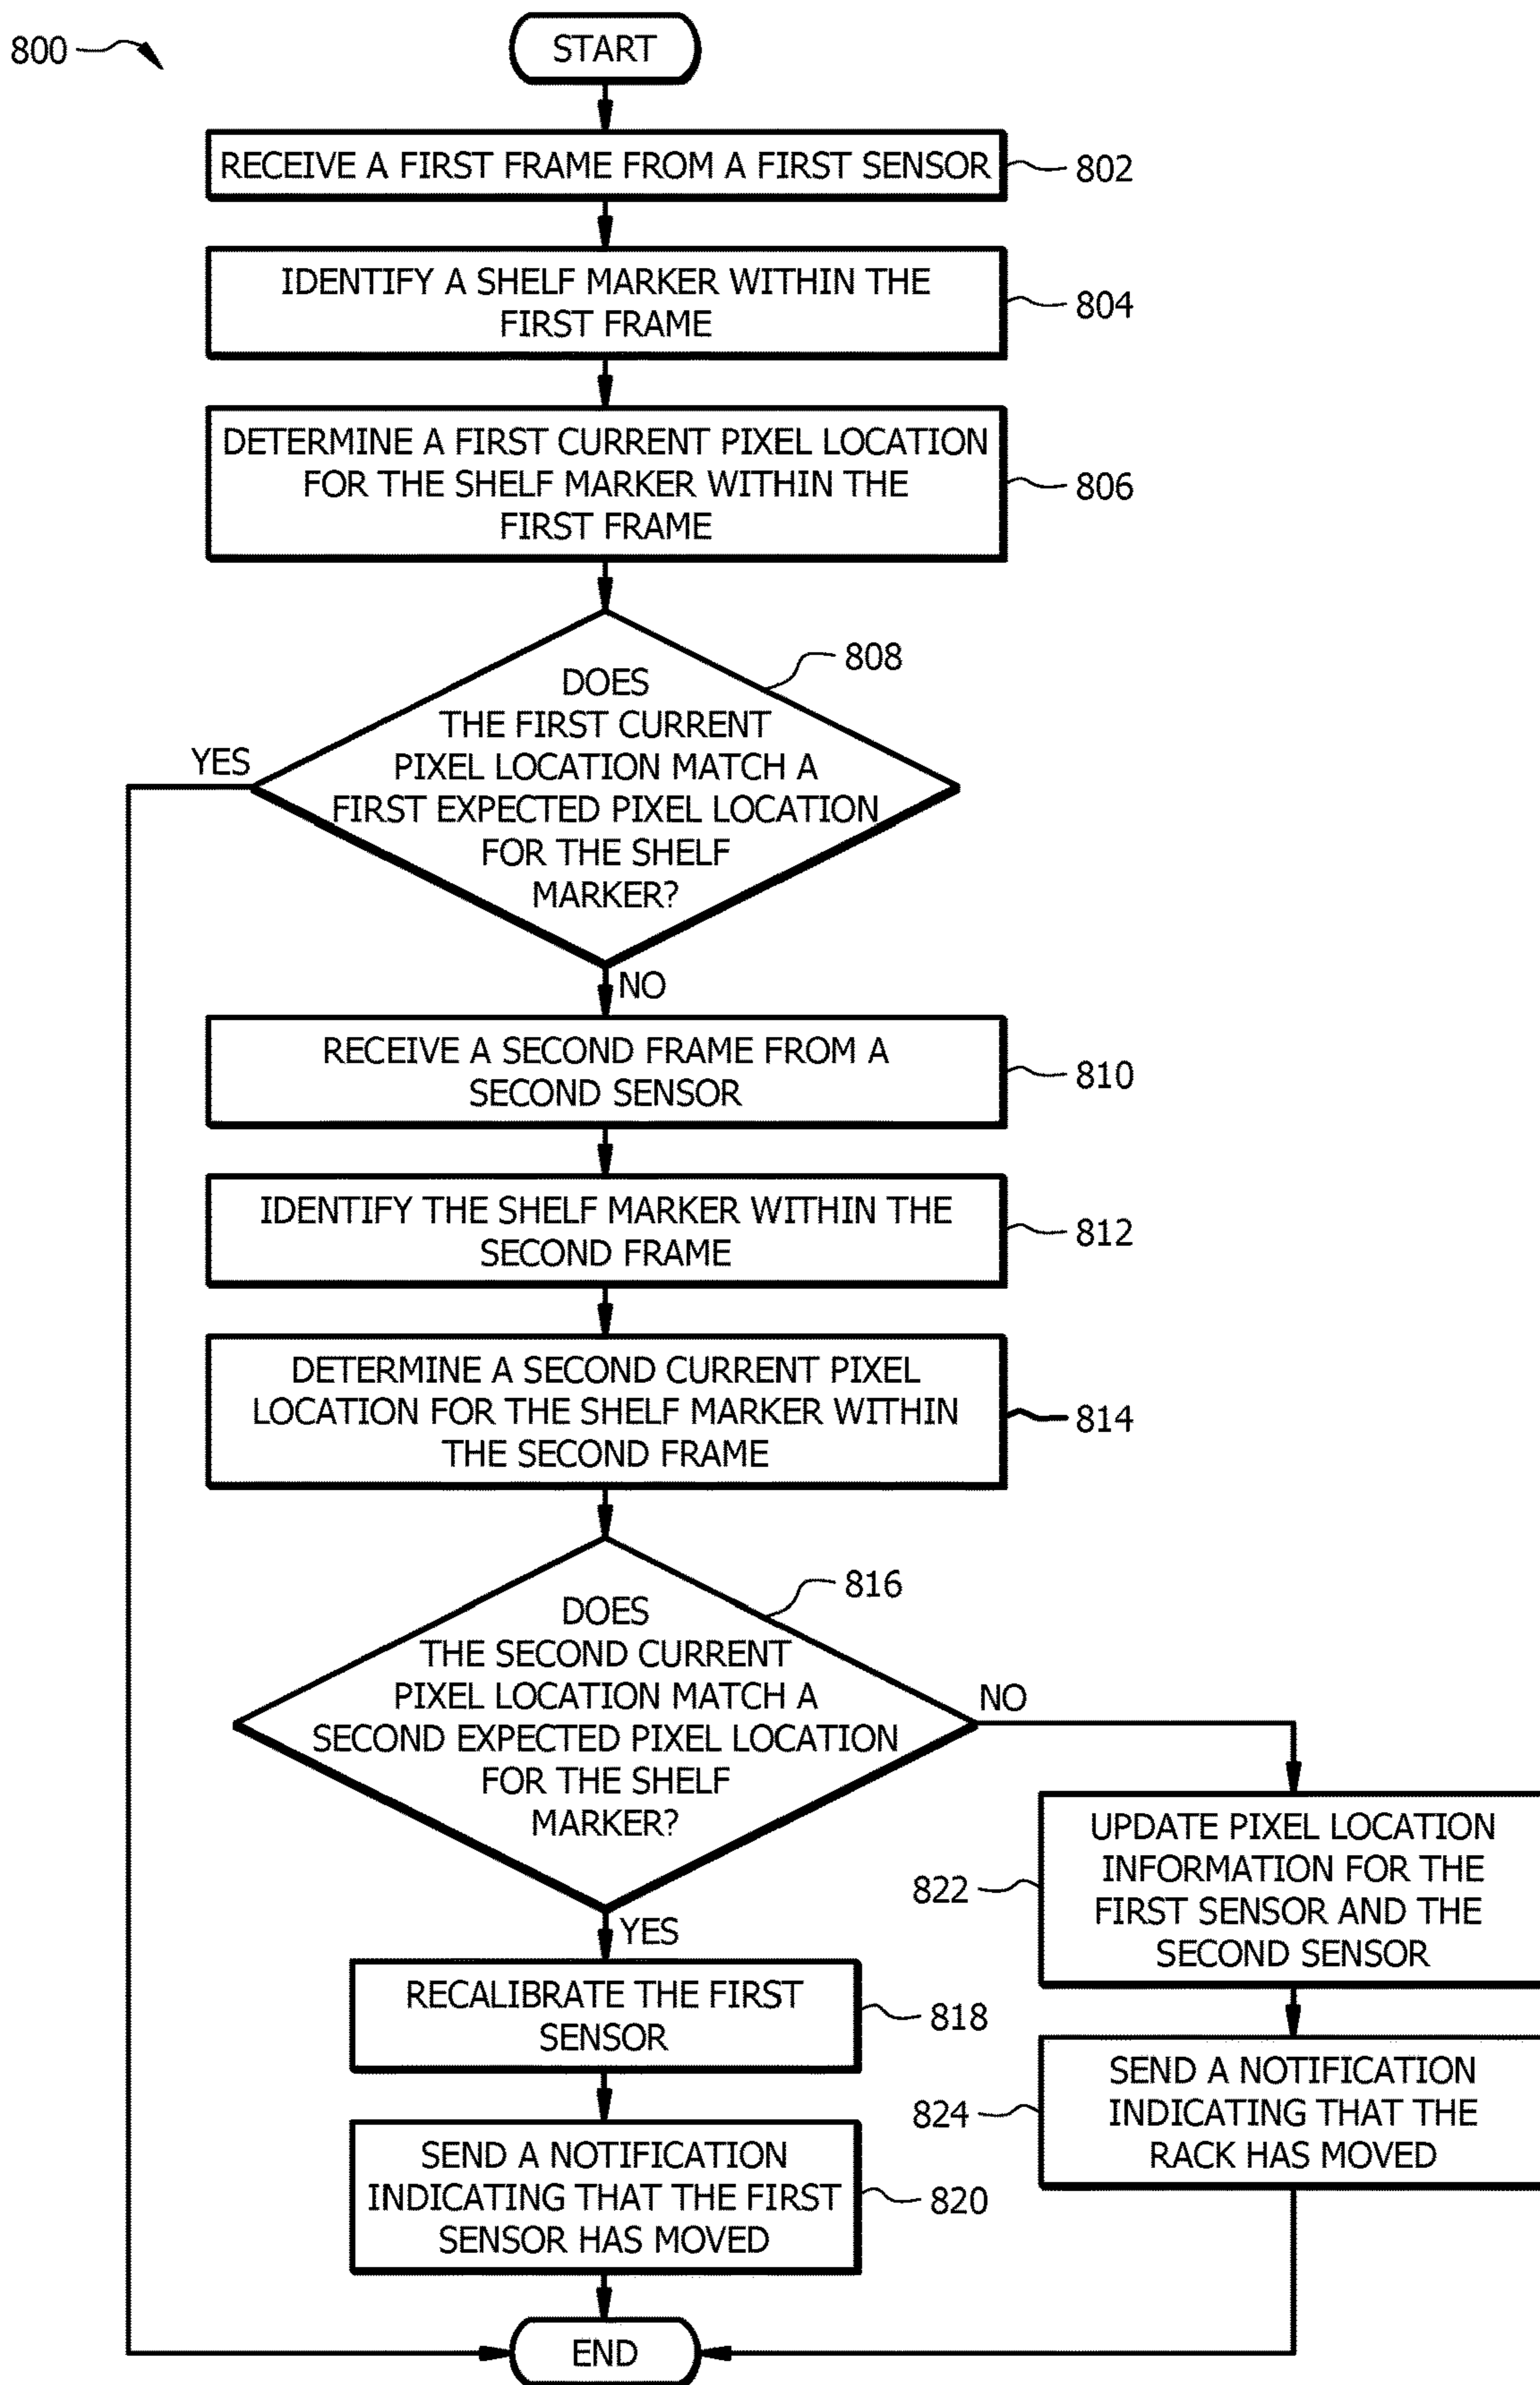 800
START
RECEIVE A FIRST FRAME FROM A FIRST SENSOR
802
IDENTIFY A SHELF MARKER WITHIN THE
FIRST FRAME
804
DETERMINE A FIRST CURRENT PIXEL LOCATION
FOR THE SHELF MARKER WITHIN THE
FIRST FRAME
806
808
DOES
THE FIRST CURRENT
PIXEL LOCATION MATCH A
FIRST EXPECTED PIXEL LOCATION
FOR THE SHELF
MARKER?
YES
NO
RECEIVE A SECOND FRAME FROM A
SECOND SENSOR
810
IDENTIFY THE SHELF MARKER WITHIN THE
SECOND FRAME
812
DETERMINE A SECOND CURRENT PIXEL
LOCATION FOR THE SHELF MARKER WITHIN
THE SECOND FRAME
814
816
DOES
THE SECOND CURRENT
PIXEL LOCATION MATCH A
SECOND EXPECTED PIXEL LOCATION
FOR THE SHELF
MARKER?
NO
YES
UPDATE PIXEL LOCATION
INFORMATION FOR THE
FIRST SENSOR AND THE
SECOND SENSOR
822
RECALIBRATE THE FIRST
SENSOR
818
SEND A NOTIFICATION
INDICATING THAT THE
RACK HAS MOVED
824
SEND A NOTIFICATION
INDICATING THAT THE FIRST
SENSOR HAS MOVED
820
END